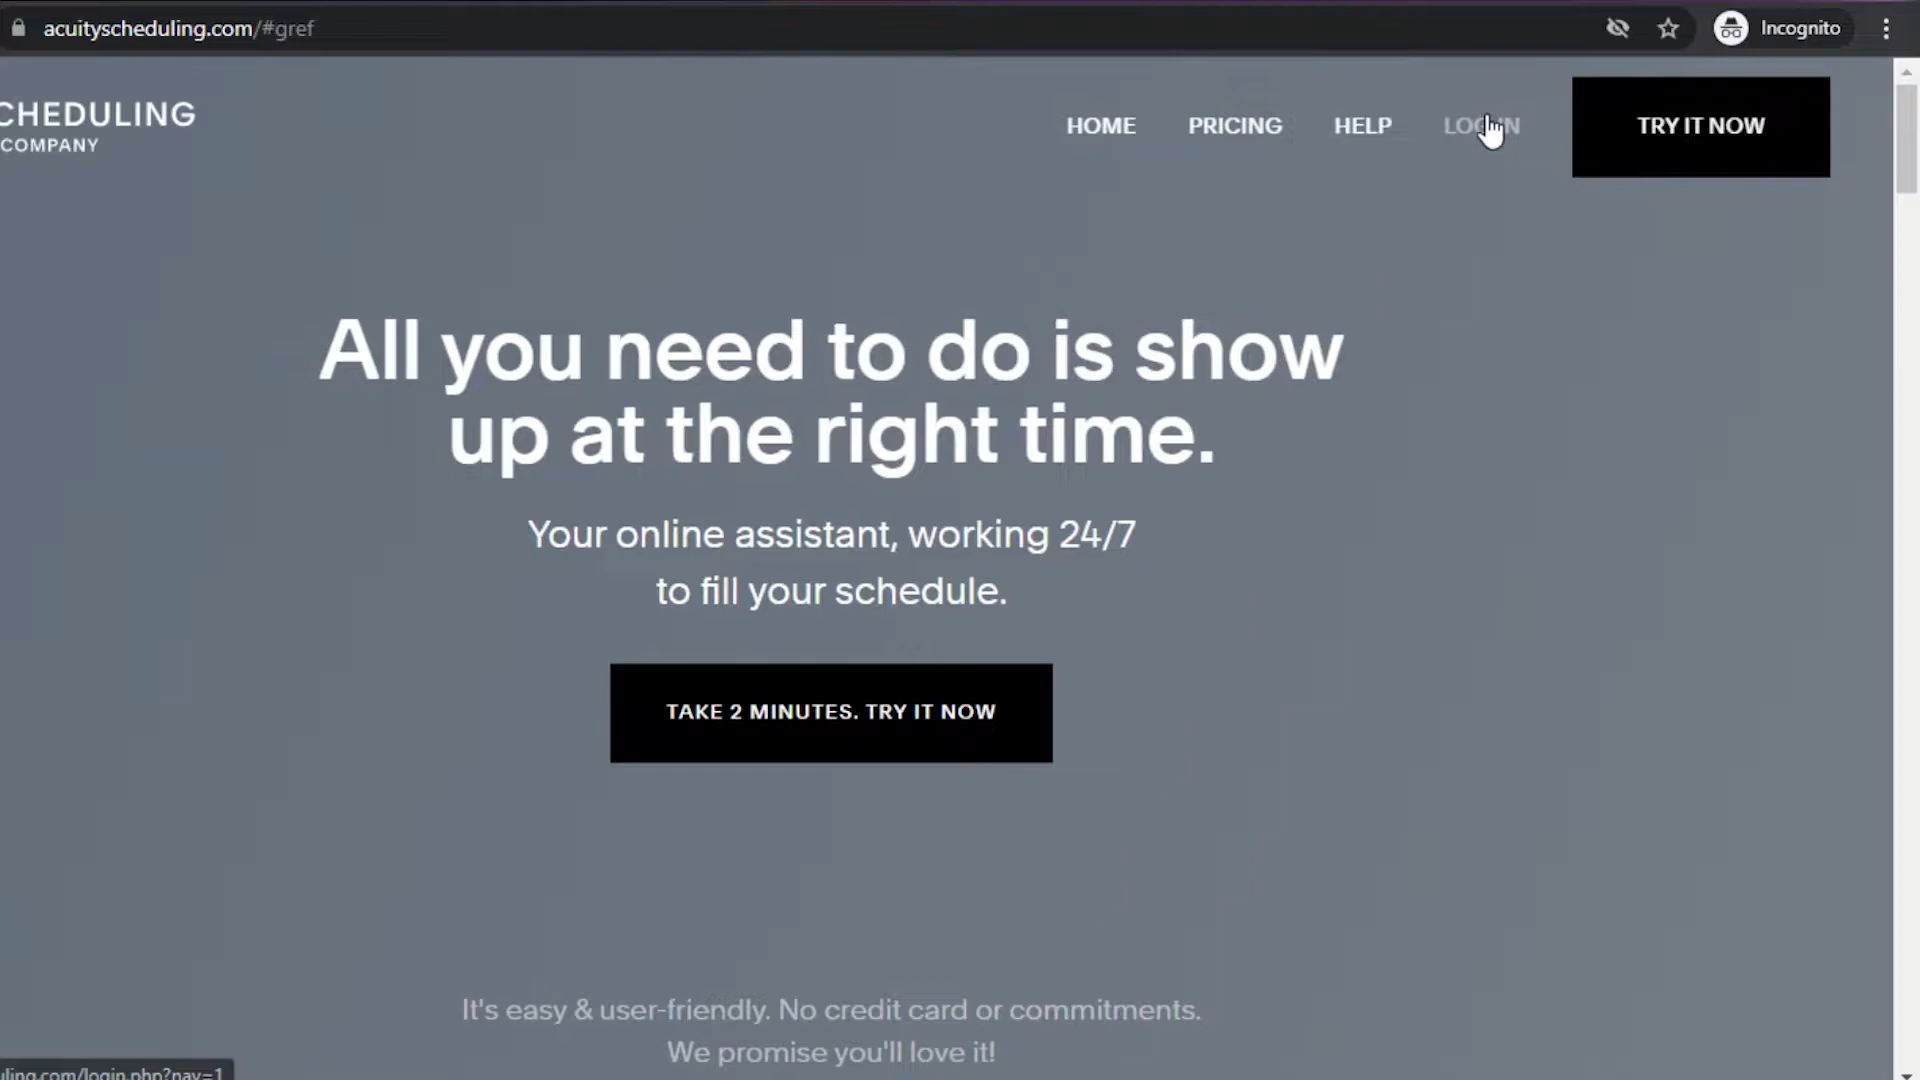 acuityscheduling.com/#gref
Incognito
CHEDULING
COMPANY
HOME PRICING HELP LOG IN TRY IT NOW
All you need to do is show
up at the right time.
Your online assistant, working 24/7
to fill your schedule.
TAKE 2 MINUTES. TRY IT NOW
It's easy & user-friendly. No credit card or commitments.
We promise you'll love it!
uling.com/login.php?nav=1